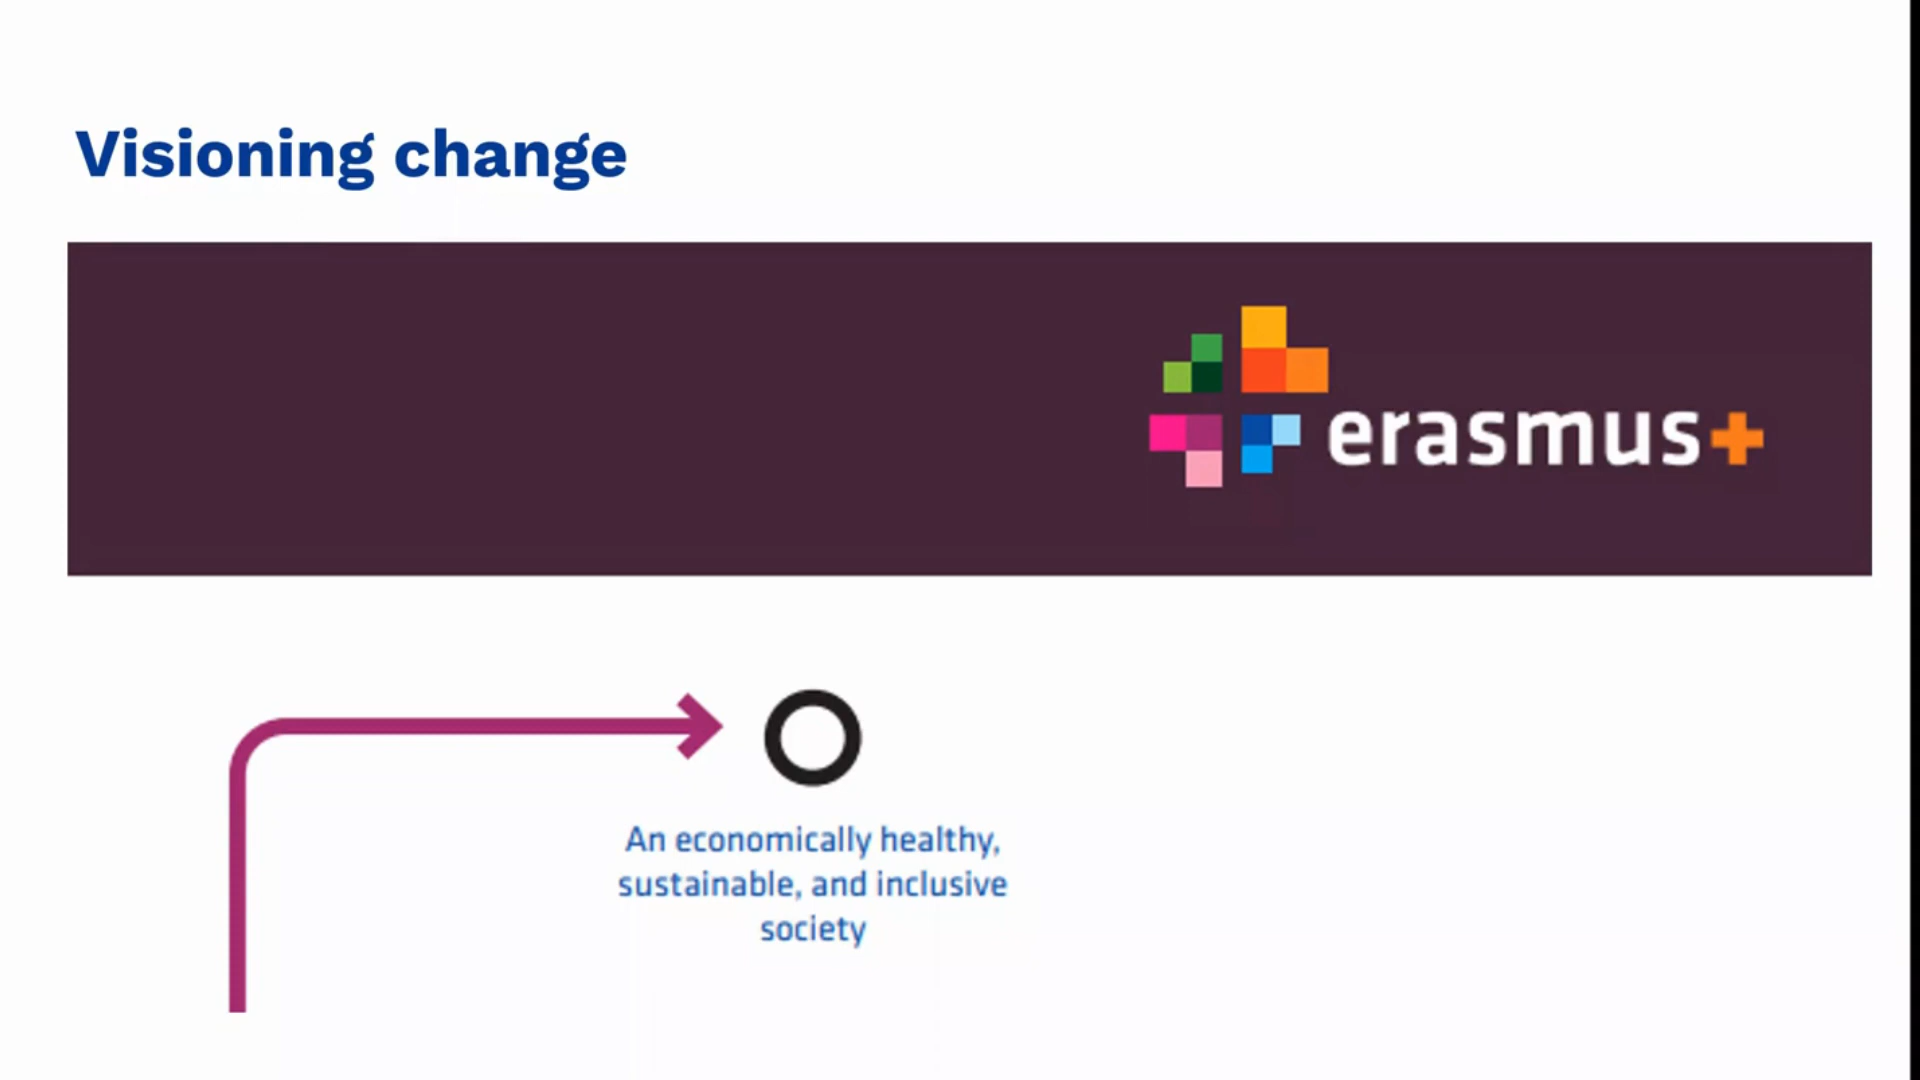 Visioning change
erasmus+
An economically healthy,
sustainable, and inclusive
society